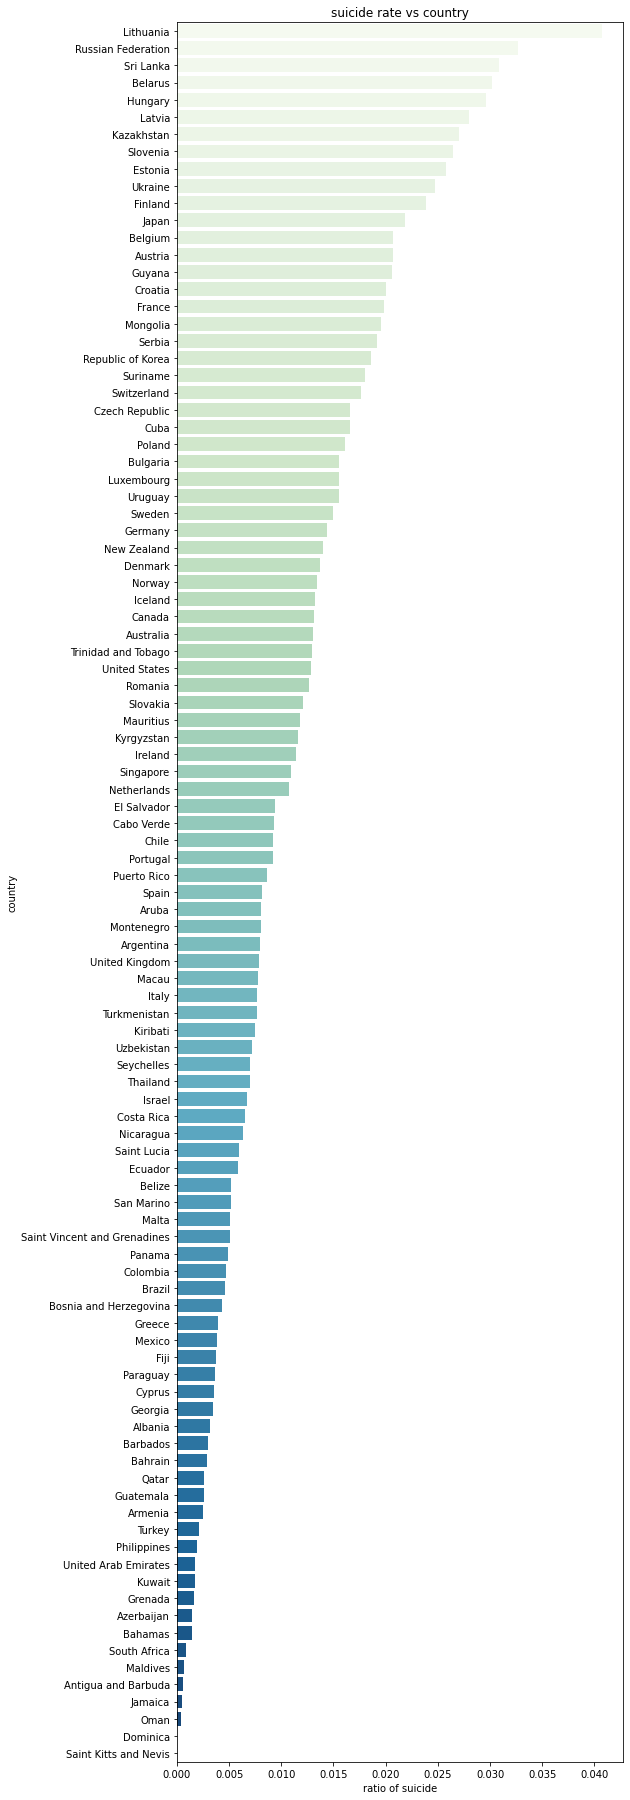 suicide rate vs country
Lithuania
Russian Federation
Sri Lanka
Belarus
Hungary
Latvia
Kazakhstan
Slovenia
Estonia
Ukraine
Finland
Japan
Belgium
Austria
Guyana
Croatia
France
Mongolia
Serbia
Republic of Korea
Suriname
Switzerland
Czech Republic
Cuba
Poland
Bulgaria
Luxembourg
Uruguay
Sweden
Germany
New Zealand
Denmark
Norway
Iceland
Canada
Australia
Trinidad and Tobago
United States
Romania
Slovakia
Mauritius
Kyrgyzstan
Ireland
Singapore
Netherlands
El Salvador
Cabo Verde
Chile
Portugal
Puerto Rico
Spain
Aruba
Montenegro
Argentina
United Kingdom
Macau
Italy
Turkmenistan
Kiribati
Uzbekistan
Seychelles
Thailand
Israel
Costa Rica
Nicaragua
Saint Lucia
Ecuador
Belize
San Marino
Malta
Saint Vincent and Grenadines
Panama
Colombia
Brazil
Bosnia and Herzegovina
Greece
Mexico
Fiji
Paraguay
Cyprus
Georgia
Albania
Barbados
Bahrain
Qatar
Guatemala
Armenia
Turkey
Philippines
United Arab Emirates
Kuwait
Grenada
Azerbaijan
Bahamas
South Africa
Maldives
Antigua and Barbuda
Jamaica
Oman
Dominica
Saint Kitts and Nevis
country
0.000 0.005 0.010 0.015 0.020 0.025 0.030 0.035 0.040
ratio of suicide